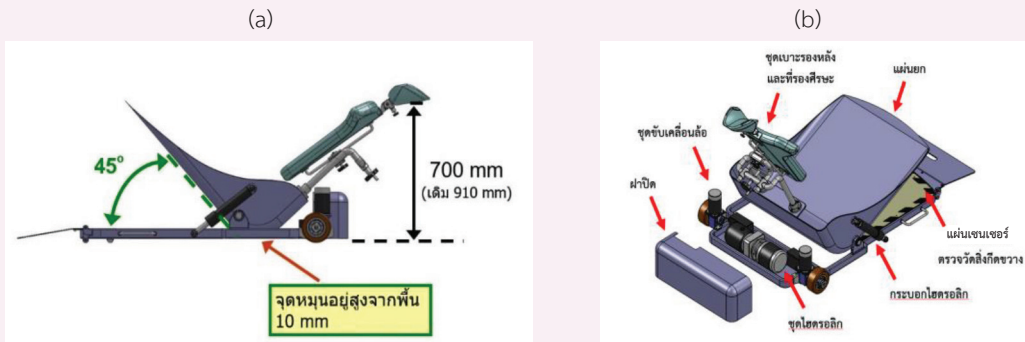 (a)
45°
700 mm
(เดิม 910 mm)
จุดหมุนอยู่สูงจากพื้น
10 mm
(b)
ชุดเบาะรองหลัง
และที่รองศีรษะ
แผ่นยก
ชุดขับเคลื่อนล้อ
ฝาปิด
แผ่นเซนเซอร์
ตรวจวัดสิ่งกีดขวาง
กระบอกไฮดรอลิก
ชุดไฮดรอลิก